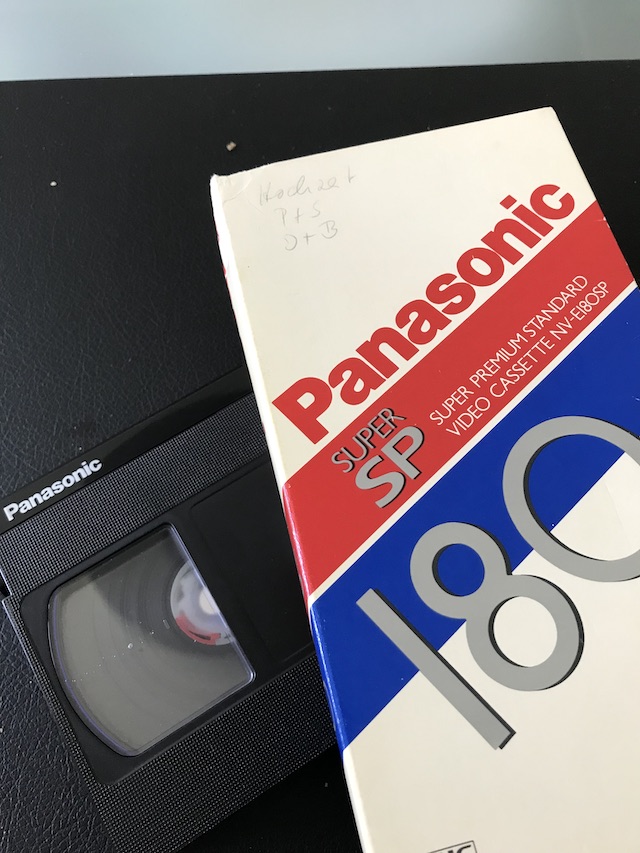 Hochzeit
P+S
D+B
Panasonic
SUPER PREMIUM STANDARD
VIDEO CASSETTE NV-E180SP
SUPER
SP
180
Panasonic